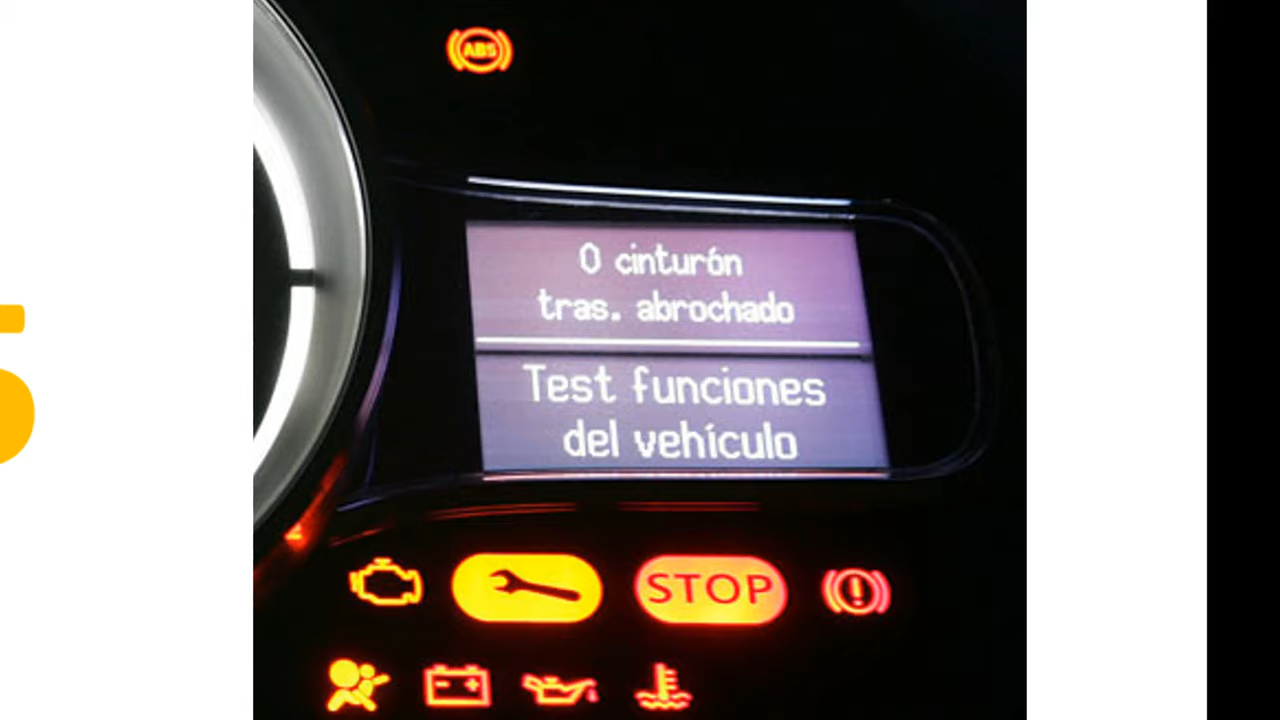 ABS
0 cinturón
tras. abrochado
Test funciones
del vehículo
STOP